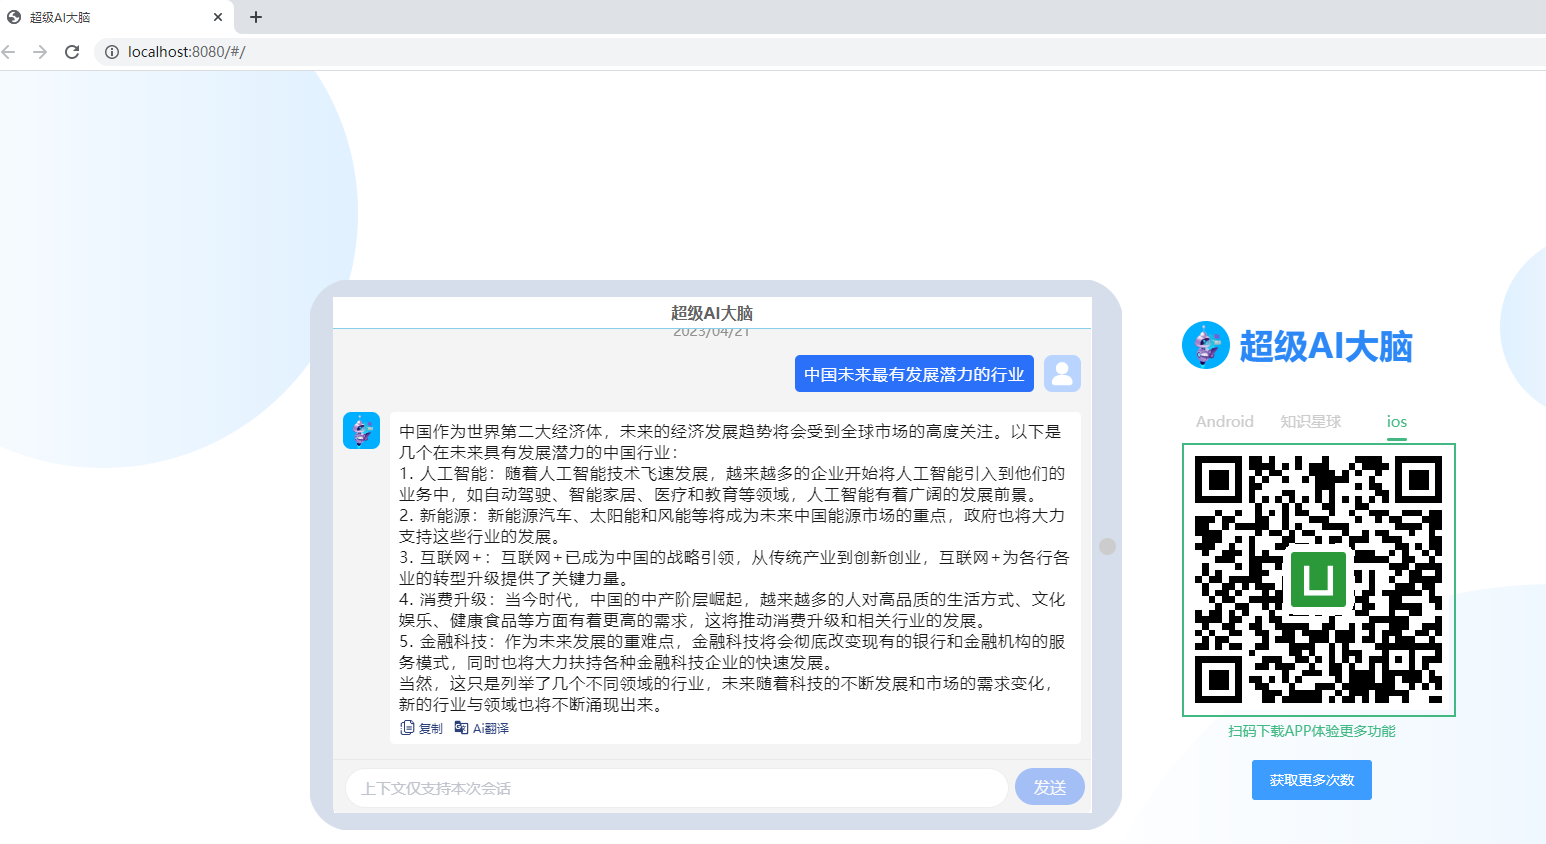 超级AI大脑
localhost:8080/#/
超级AI大脑
2023/04/21
中国未来最有发展潜力的行业
中国作为世界第二大经济体，未来的经济发展趋势将会受到全球市场的高度关注。以下是
几个在未来具有发展潜力的中国行业：
1. 人工智能：随着人工智能技术飞速发展，越来越多的企业开始将人工智能引入到他们的
业务中，如自动驾驶、智能家居、医疗和教育等领域，人工智能有着广阔的发展前景。
2. 新能源：新能源汽车、太阳能和风能等将成为未来中国能源市场的重点，政府也将大力
支持这些行业的发展。
3. 互联网+：互联网+已成为中国的战略引领，从传统产业到创新创业，互联网+为各行各
业的转型升级提供了关键力量。
4. 消费升级：当今时代，中国的中产阶层崛起，越来越多的人对高品质的生活方式、文化
娱乐、健康食品等方面有着更高的需求，这将推动消费升级和相关行业的发展。
5. 金融科技：作为未来发展的重难点，金融科技将会彻底改变现有的银行和金融机构的服
务模式，同时也将大力扶持各种金融科技企业的快速发展。
当然，这只是列举了几个不同领域的行业，未来随着科技的不断发展和市场的需求变化，
新的行业与领域也将不断涌现出来。
复制 Ai翻译
上下文仅支持本次会话 发送
超级AI大脑
Android 知识星球 ios
扫码下载APP体验更多功能
获取更多次数